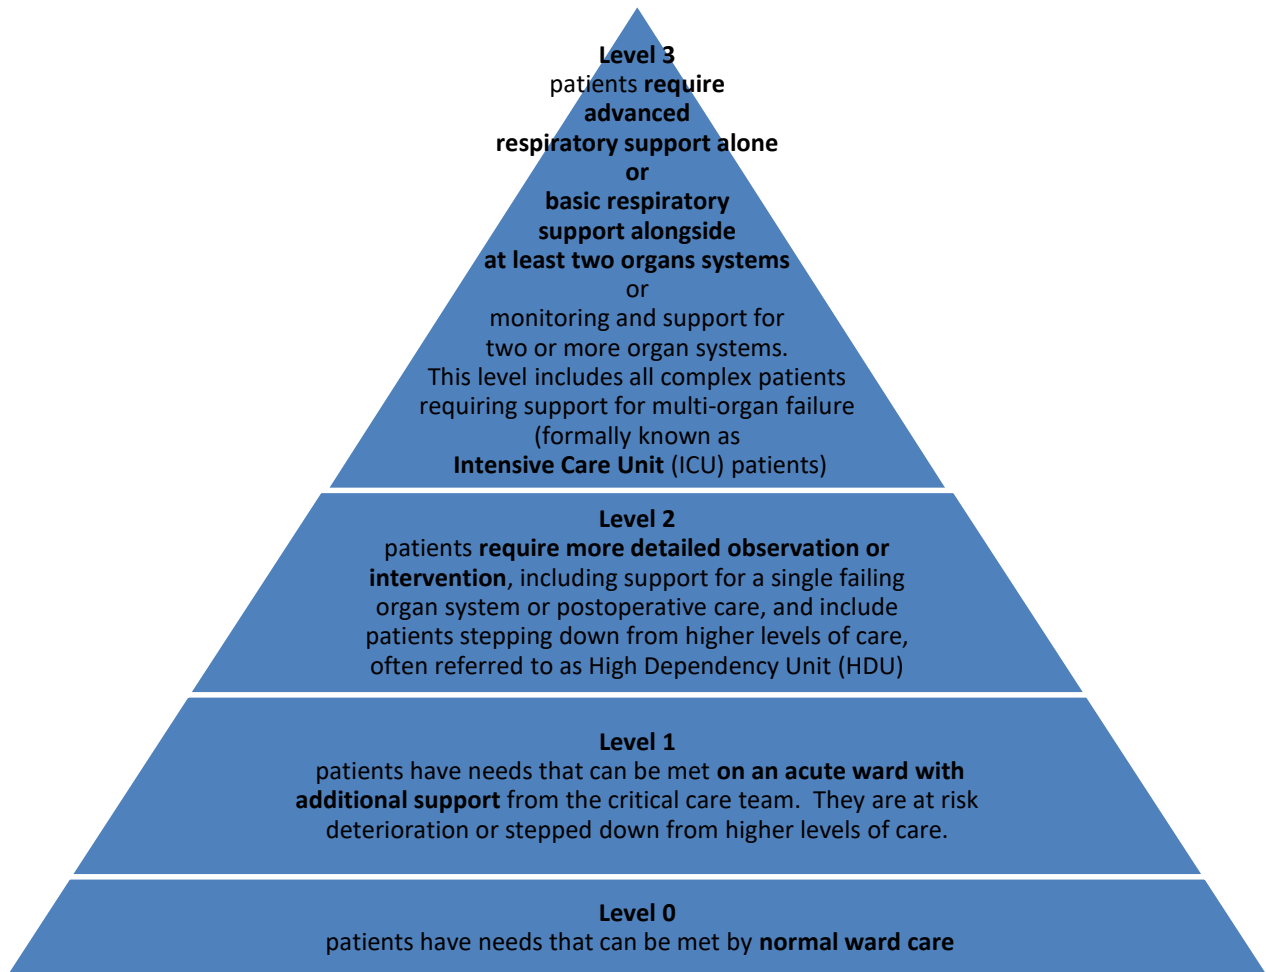 Level 3
patients require
advanced
respiratory support alone
or
basic respiratory
support alongside
at least two organs systems
or
monitoring and support for
two or more organ systems.
This level includes all complex patients
requiring support for multi-organ failure
(formally known as
Intensive Care Unit (ICU) patients)
Level 2
patients require more detailed observation or
intervention, including support for a single failing
organ system or postoperative care, and include
patients stepping down from higher levels of care,
often referred to as High Dependency Unit (HDU)
Level 1
patients have needs that can be met on an acute ward with
additional support from the critical care team.  They are at risk
deterioration or stepped down from higher levels of care.
Level 0
patients have needs that can be met by normal ward care